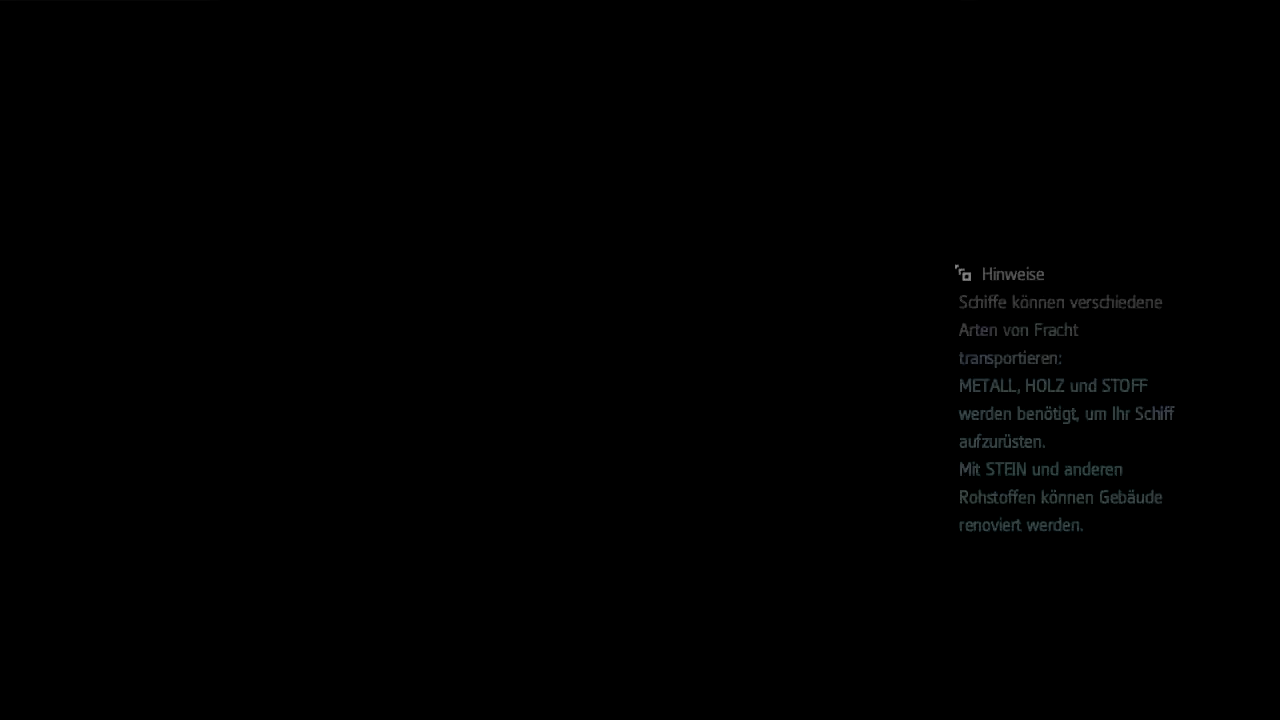 Hinweise
Schiffe können verschiedene
Arten von Fracht
transportieren:
METALL, HOLZ und STOFF
werden benötigt, um Ihr Schiff
aufzurüsten.
Mit STEIN und anderen
Rohstoffen können Gebäude
renoviert werden.